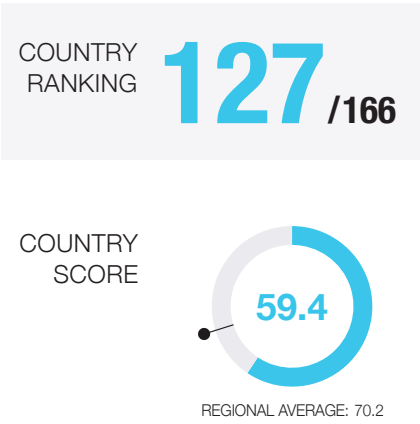 COUNTRY
RANKING
127/166
COUNTRY
SCORE
59.4
REGIONAL AVERAGE: 70.2